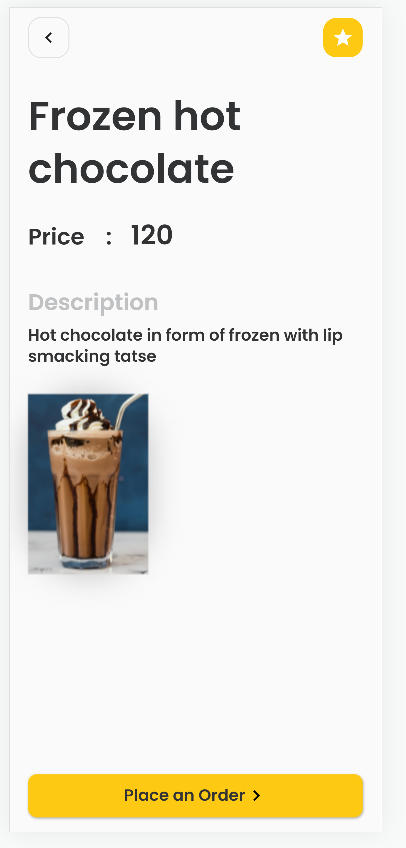 Frozen hot
chocolate
Price : 120
Description
Hot chocolate in form of frozen with lip
smacking tatse
Place an Order